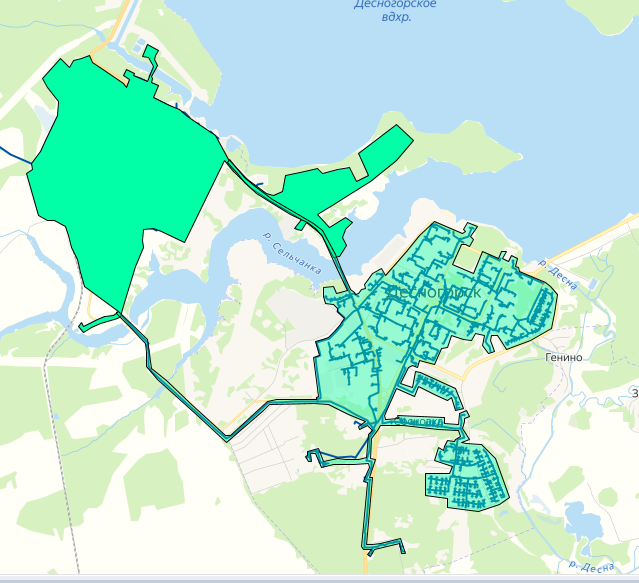 Десногорское
вдхр.
р. Сельчанка
Десногорск
р. Десна
Генино
З
р. Десна